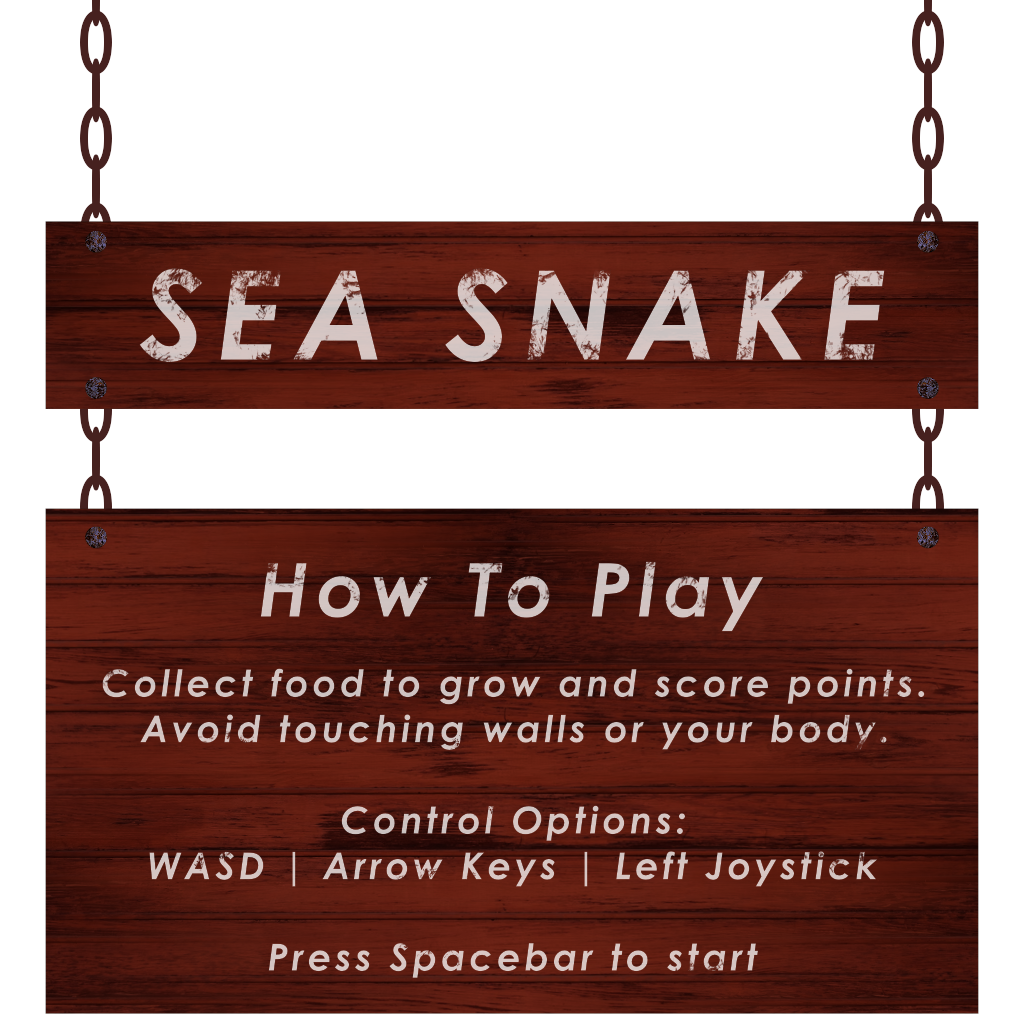 SEA SNAKE
How To Play
Collect food to grow and score points.
Avoid touching walls or your body.
Control Options:
WASD | Arrow Keys | Left Joystick
Press Spacebar to start